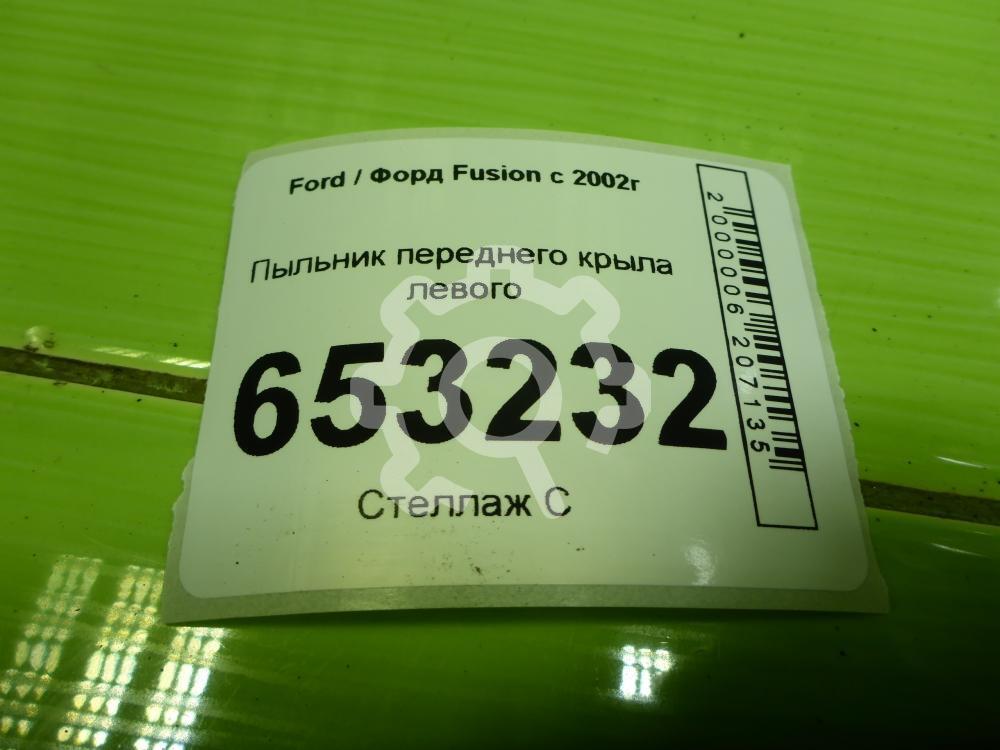 Ford / Форд Fusion с 2002г
Пыльник переднего крыла
левого
653232
Стеллаж С
2000006207135